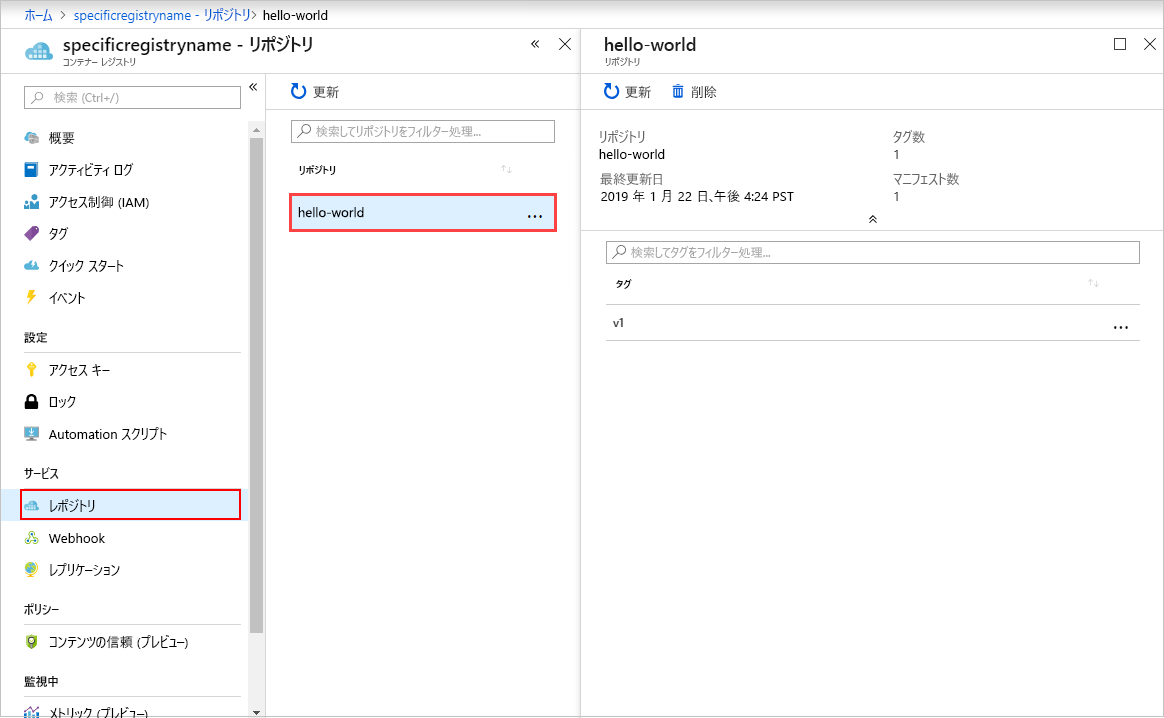 ホーム > specificregistryname - リポジトリ > hello-world
specificregistryname - リポジトリ
コンテナー レジストリ
検索 (Ctrl+/)
概要
アクティビティ ログ
アクセス制御 (IAM)
タグ
クイック スタート
イベント
設定
アクセス キー
ロック
Automation スクリプト
サービス
レポジトリ
Webhook
レプリケーション
ポリシー
コンテンツの信頼 (プレビュー)
監視中
メトリック (プレビュー)
更新
検索してリポジトリをフィルター処理...
リポジトリ
hello-world
hello-world
リポジトリ
更新 削除
リポジトリ
hello-world
タグ数
1
最終更新日
2019 年 1 月 22 日、午後 4:24 PST
マニフェスト数
1
検索してタグをフィルター処理...
タグ
v1